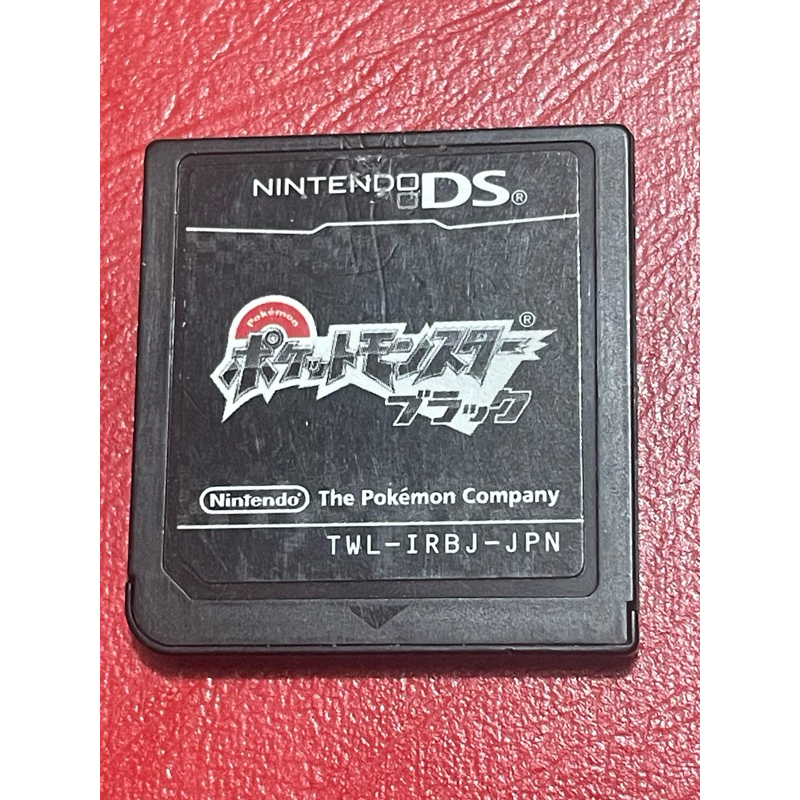 NINTENDO DS®
Pokémon
ポケットモンスター®
ブラック
Nintendo® The Pokémon Company
TWL-IRBJ-JPN